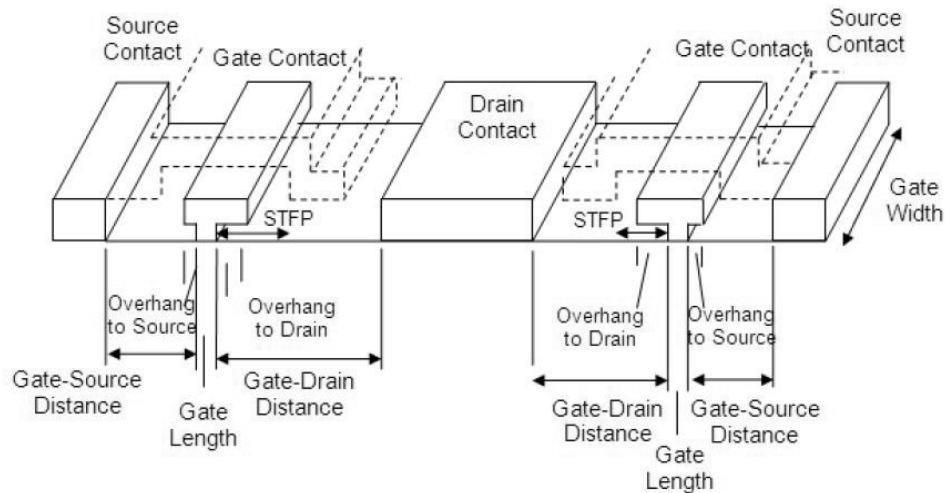 Source
Contact
Gate Contact
Drain
Contact
Gate Contact
Source
Contact
Gate
Width
STFP
STFP
Overhang
to Source
Overhang
to Drain
Overhang
to Drain
Overhang
to Source
Gate-Source
Distance
Gate
Length
Gate-Drain
Distance
Gate-Drain
Distance
Gate
Length
Gate-Source
Distance